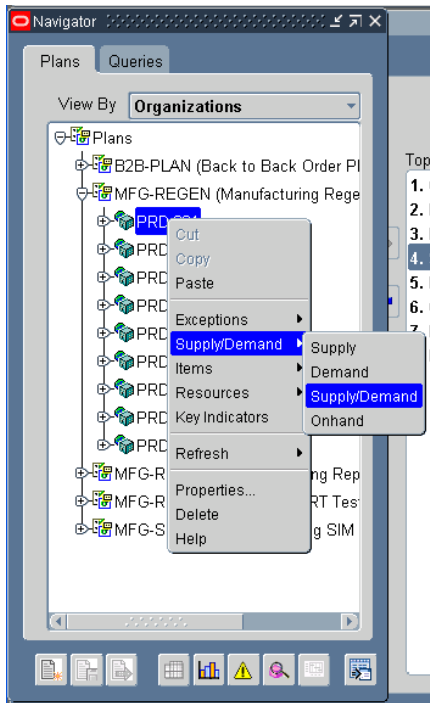 Navigator
Plans
Queries
View By
Organizations
Plans
B2B-PLAN (Back to Back Order Pl
MFG-REGEN (Manufacturing Rege
PRD
PRD
PRD
PRD
PRD
PRD
PRD
PRD
PRD
MFG-R
ng Rep
MFG-R
RT Tes
MFG-S
g SIM
Cut
Copy
Paste
Exceptions
Supply/Demand
Items
Resources
Key Indicators
Refresh
Properties...
Delete
Help
Supply
Demand
Supply/Demand
Onhand
Top
1.
2.
3.
4.
5.
6.